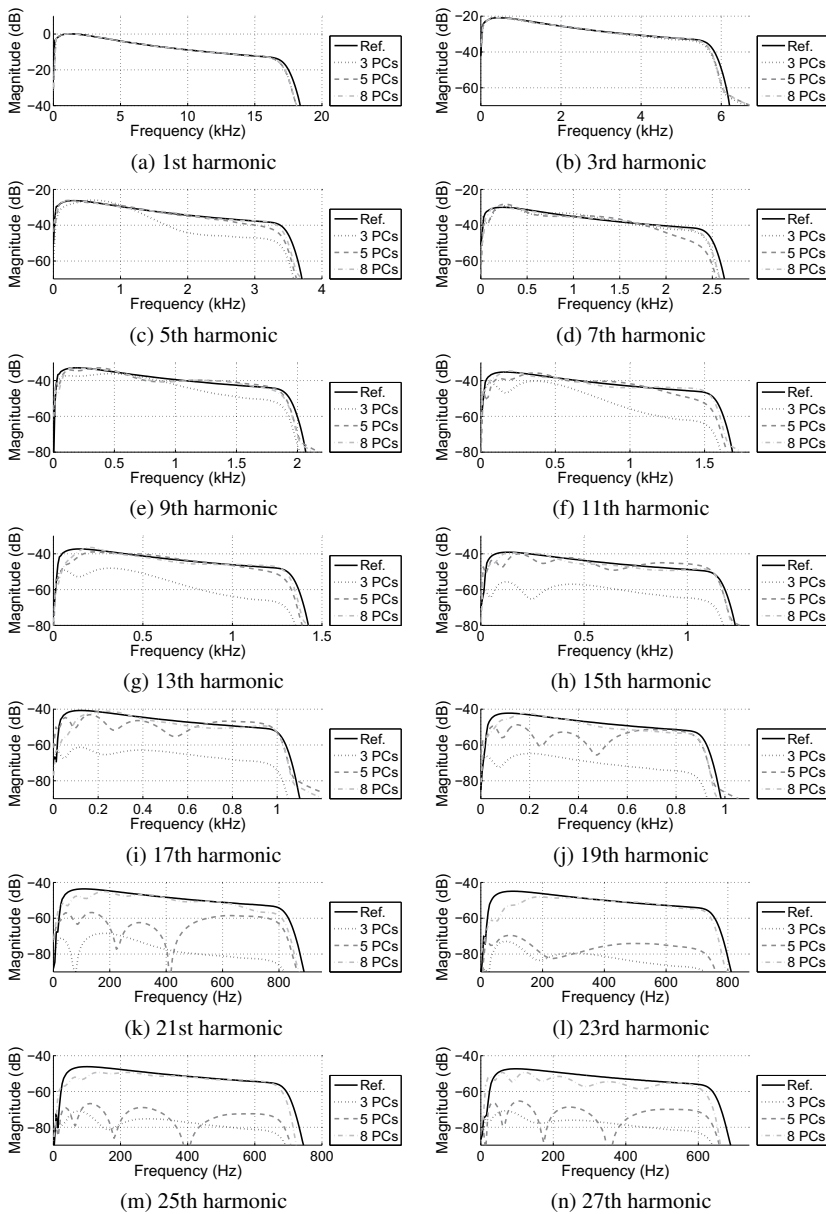 Magnitude (dB)
0
−20
−40
0 5 10 15 20
Frequency (kHz)
Ref.
3 PCs
5 PCs
8 PCs
(a) 1st harmonic
Magnitude (dB)
−20
−40
−60
0 2 4 6
Frequency (kHz)
Ref.
3 PCs
5 PCs
8 PCs
(b) 3rd harmonic
Magnitude (dB)
−20
−40
−60
0 1 2 3 4
Frequency (kHz)
Ref.
3 PCs
5 PCs
8 PCs
(c) 5th harmonic
Magnitude (dB)
−20
−40
−60
0 0.5 1 1.5 2 2.5
Frequency (kHz)
Ref.
3 PCs
5 PCs
8 PCs
(d) 7th harmonic
Magnitude (dB)
−40
−60
−80
0 0.5 1 1.5 2
Frequency (kHz)
Ref.
3 PCs
5 PCs
8 PCs
(e) 9th harmonic
Magnitude (dB)
−40
−60
−80
0 0.5 1 1.5
Frequency (kHz)
Ref.
3 PCs
5 PCs
8 PCs
(f) 11th harmonic
Magnitude (dB)
−40
−60
−80
0 0.5 1 1.5
Frequency (kHz)
Ref.
3 PCs
5 PCs
8 PCs
(g) 13th harmonic
Magnitude (dB)
−40
−60
−80
0 0.5 1
Frequency (kHz)
Ref.
3 PCs
5 PCs
8 PCs
(h) 15th harmonic
Magnitude (dB)
−40
−60
−80
0 0.2 0.4 0.6 0.8 1
Frequency (kHz)
Ref.
3 PCs
5 PCs
8 PCs
(i) 17th harmonic
Magnitude (dB)
−40
−60
−80
0 0.2 0.4 0.6 0.8 1
Frequency (kHz)
Ref.
3 PCs
5 PCs
8 PCs
(j) 19th harmonic
Magnitude (dB)
−40
−60
−80
0 200 400 600 800
Frequency (Hz)
Ref.
3 PCs
5 PCs
8 PCs
(k) 21st harmonic
Magnitude (dB)
−40
−60
−80
0 200 400 600 800
Frequency (Hz)
Ref.
3 PCs
5 PCs
8 PCs
(l) 23rd harmonic
Magnitude (dB)
−40
−60
−80
0 200 400 600 800
Frequency (Hz)
Ref.
3 PCs
5 PCs
8 PCs
(m) 25th harmonic
Magnitude (dB)
−40
−60
−80
0 200 400 600
Frequency (Hz)
Ref.
3 PCs
5 PCs
8 PCs
(n) 27th harmonic